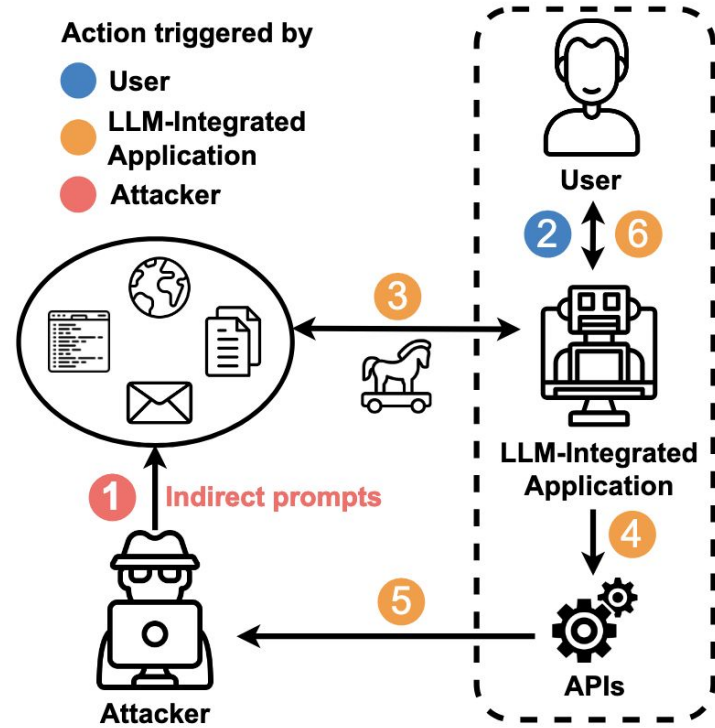 Action triggered by
User
LLM-Integrated
Application
Attacker
User
2
6
3
LLM-Integrated
Application
1
Indirect prompts
4
5
Attacker
APIs